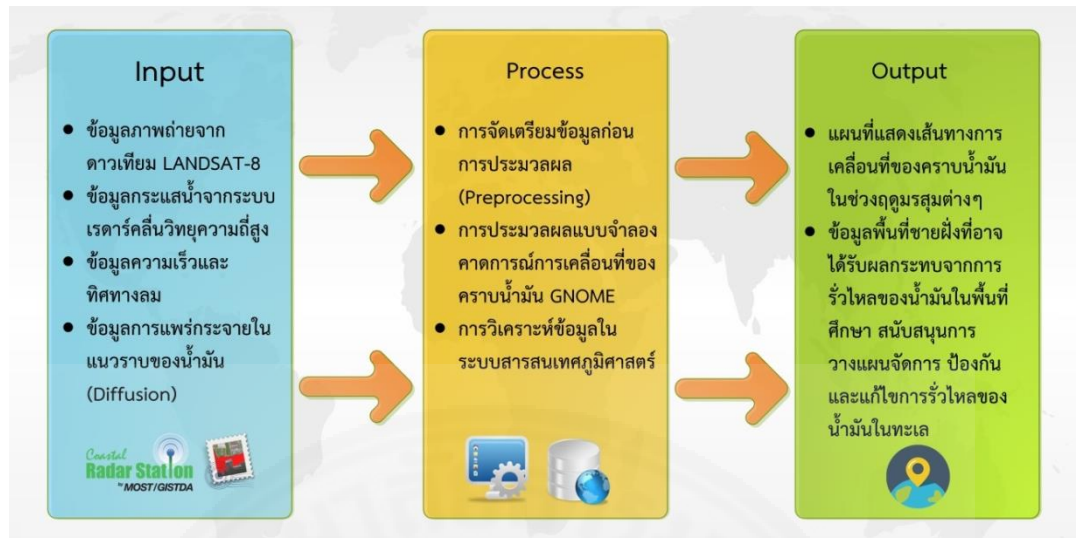 Input
● ข้อมูลภาพถ่ายจาก
ดาวเทียม LANDSAT-8
● ข้อมูลกระแสน้ำจากระบบ
เรดาร์คลื่นวิทยุความถี่สูง
● ข้อมูลความเร็วและ
ทิศทางลม
● ข้อมูลการแพร่กระจายใน
แนวราบของน้ำมัน
(Diffusion)
Coastal
Radar Station
by MOST/GISTDA
Process
● การจัดเตรียมข้อมูลก่อน
การประมวลผล
(Preprocessing)
● การประมวลผลแบบจำลอง
คาดการณ์การเคลื่อนที่ของ
คราบน้ำมัน GNOME
● การวิเคราะห์ข้อมูลใน
ระบบสารสนเทศภูมิศาสตร์
Output
● แผนที่แสดงเส้นทางการ
เคลื่อนที่ของคราบน้ำมัน
ในช่วงฤดูมรสุมต่างๆ
● ข้อมูลพื้นที่ชายฝั่งที่อาจ
ได้รับผลกระทบจากการ
รั่วไหลของน้ำมันในพื้นที่
ศึกษา สนับสนุนการ
วางแผนจัดการ ป้องกัน
และแก้ไขการรั่วไหลของ
น้ำมันในทะเล